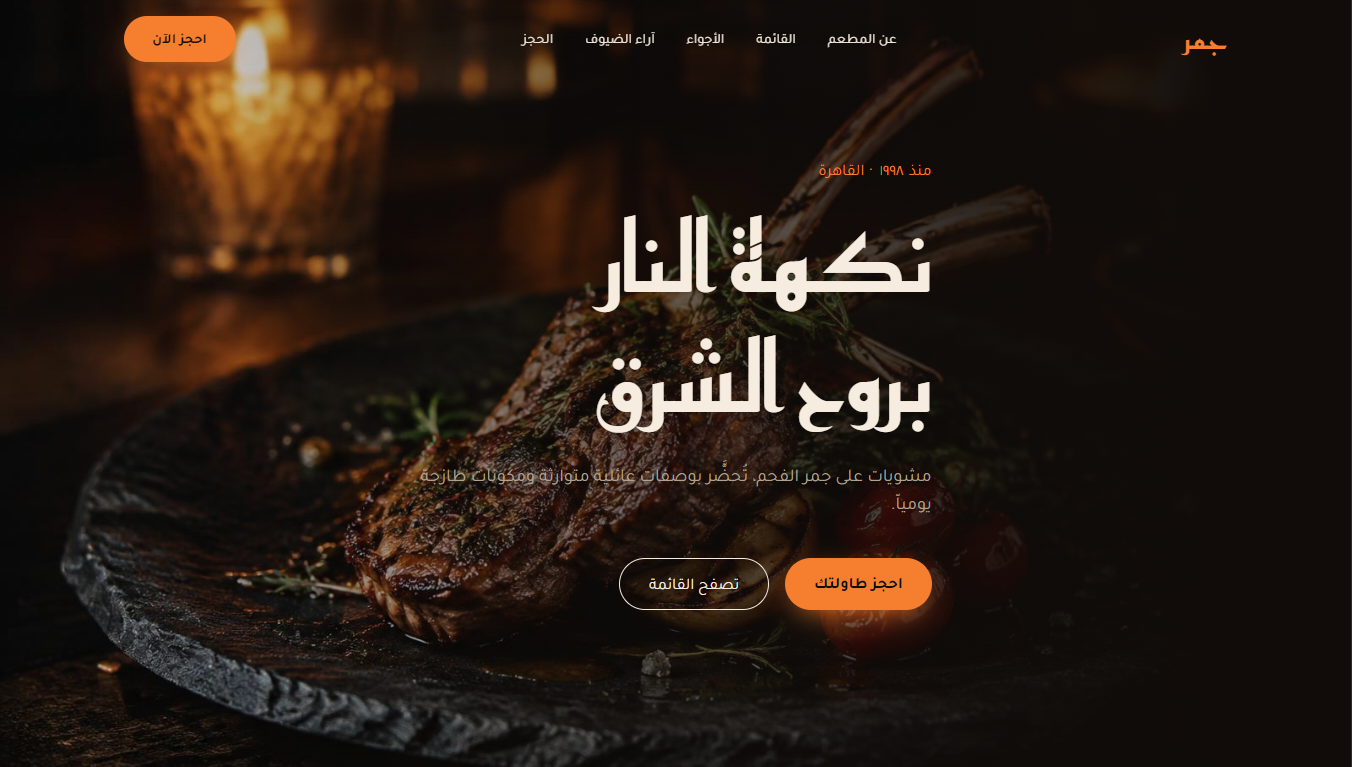 جمر
عن المطعم
القائمة
الأجواء
آراء الضيوف
الحجز
احجز الآن
منذ ١٩٩٨ · القاهرة
نكهة النار
بروح الشرق
مشويات على جمر الفحم، تُحضَّر بوصفات عائلية متوارثة ومكونات طازجة
يومياً.
احجز طاولتك
تصفح القائمة